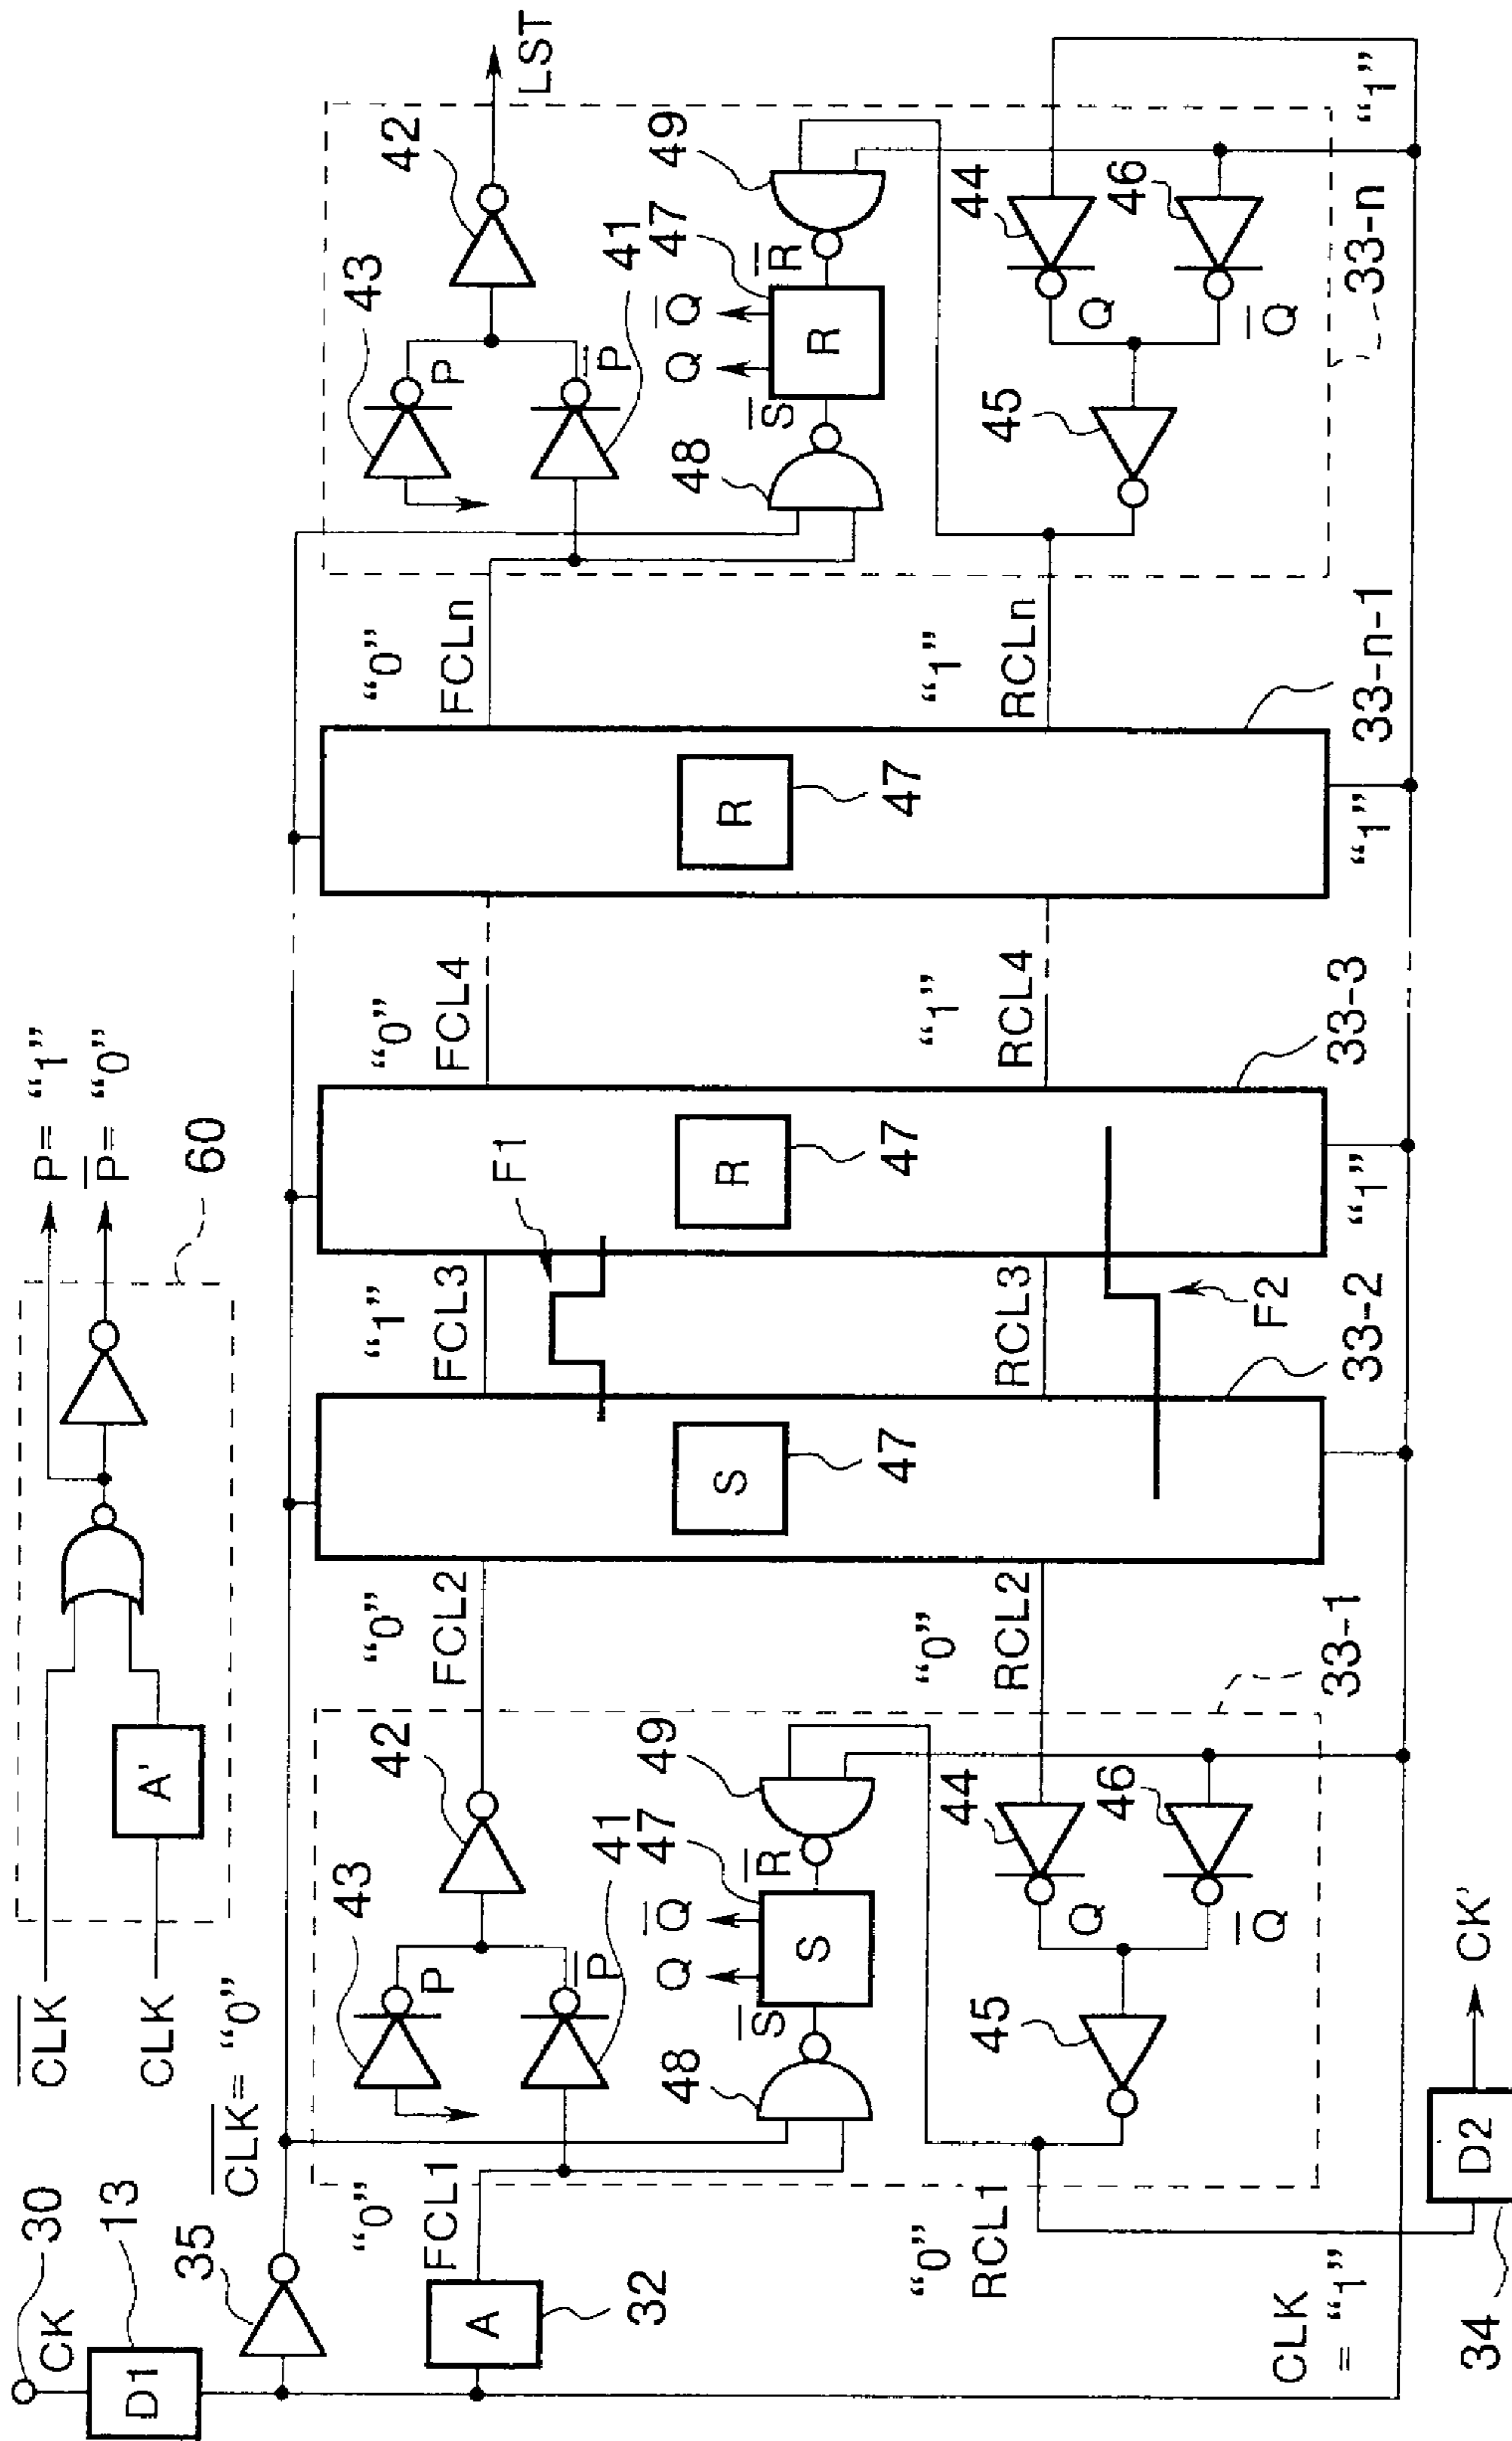 30
CK
D1
13
35
A
32
C̅L̅K̅
CLK
C̅L̅K̅= “0”
A'
60
P= “1”
P̅= “0”
“0”
FCL1
“0”
RCL1
CLK
= “1”
34
D2
CK'
43
P
P̅
41
42
48
S̅
S
47
Q
Q̅
R̅
49
45
44
Q
46
Q̅
33-1
“0”
FCL2
“0”
RCL2
S
47
33-2
“1”
FCL3
F1
RCL3
F2
R
47
33-3
“1”
“0”
FCL4
“1”
RCL4
R
47
33-n-1
“1”
“0”
FCLn
“1”
RCLn
43
P
P̅
41
42
LST
48
S̅
R
47
Q
Q̅
R̅
49
45
44
Q
46
Q̅
33-n
“1”